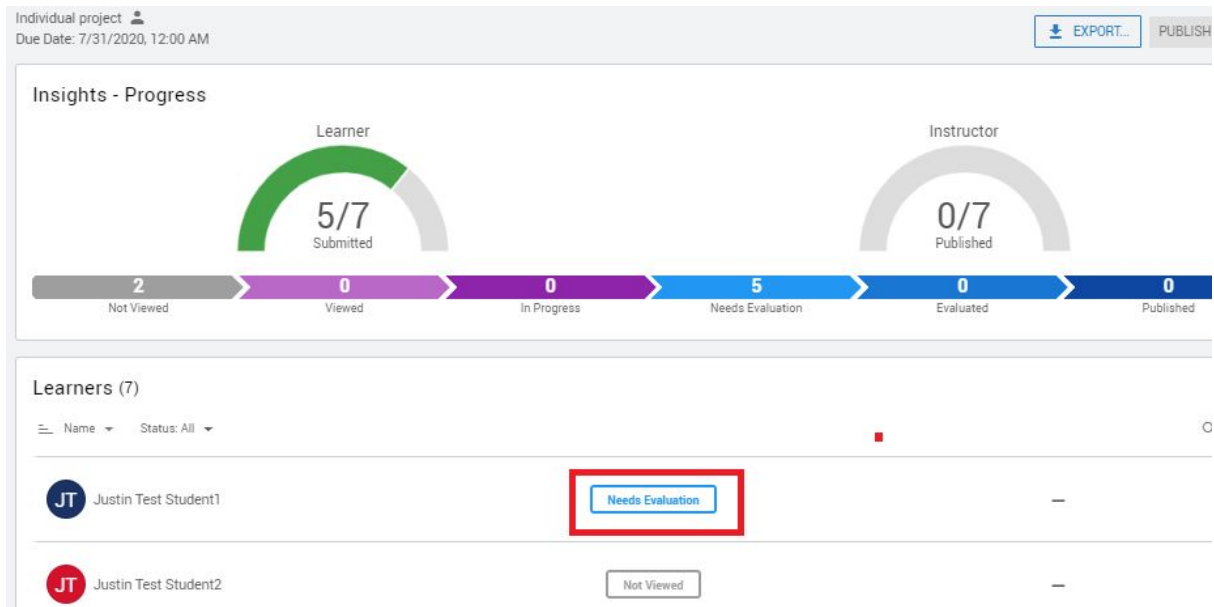 Individual project
Due Date: 7/31/2020, 12:00 AM
EXPORT...
PUBLISH
Insights - Progress
Learner
5/7
Submitted
Instructor
0/7
Published
2
Not Viewed
0
Viewed
0
In Progress
5
Needs Evaluation
0
Evaluated
0
Published
Learners (7)
Name
Status: All
JT
Justin Test Student1
Needs Evaluation
—
JT
Justin Test Student2
Not Viewed
—